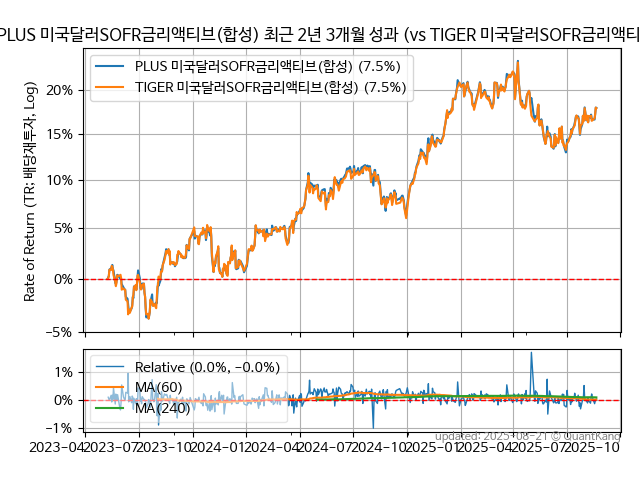 PLUS 미국달러SOFR금리액티브(합성) 최근 2년 3개월 성과 (vs TIGER 미국달러SOFR금리액티
PLUS 미국달러SOFR금리액티브(합성) (7.5%)
TIGER 미국달러SOFR금리액티브(합성) (7.5%)
Rate of Return (TR: 배당재투자, Log)
20%
15%
10%
5%
0%
−5%
Relative (0.0%, −0.0%)
MA(60)
MA(240)
1%
0%
−1%
2023-04 2023-07 2023-10 2024-01 2024-04 2024-07 2024-10 2025-01 2025-04 2025-07 2025-10
updated: 2025-08-21 © QuantKang